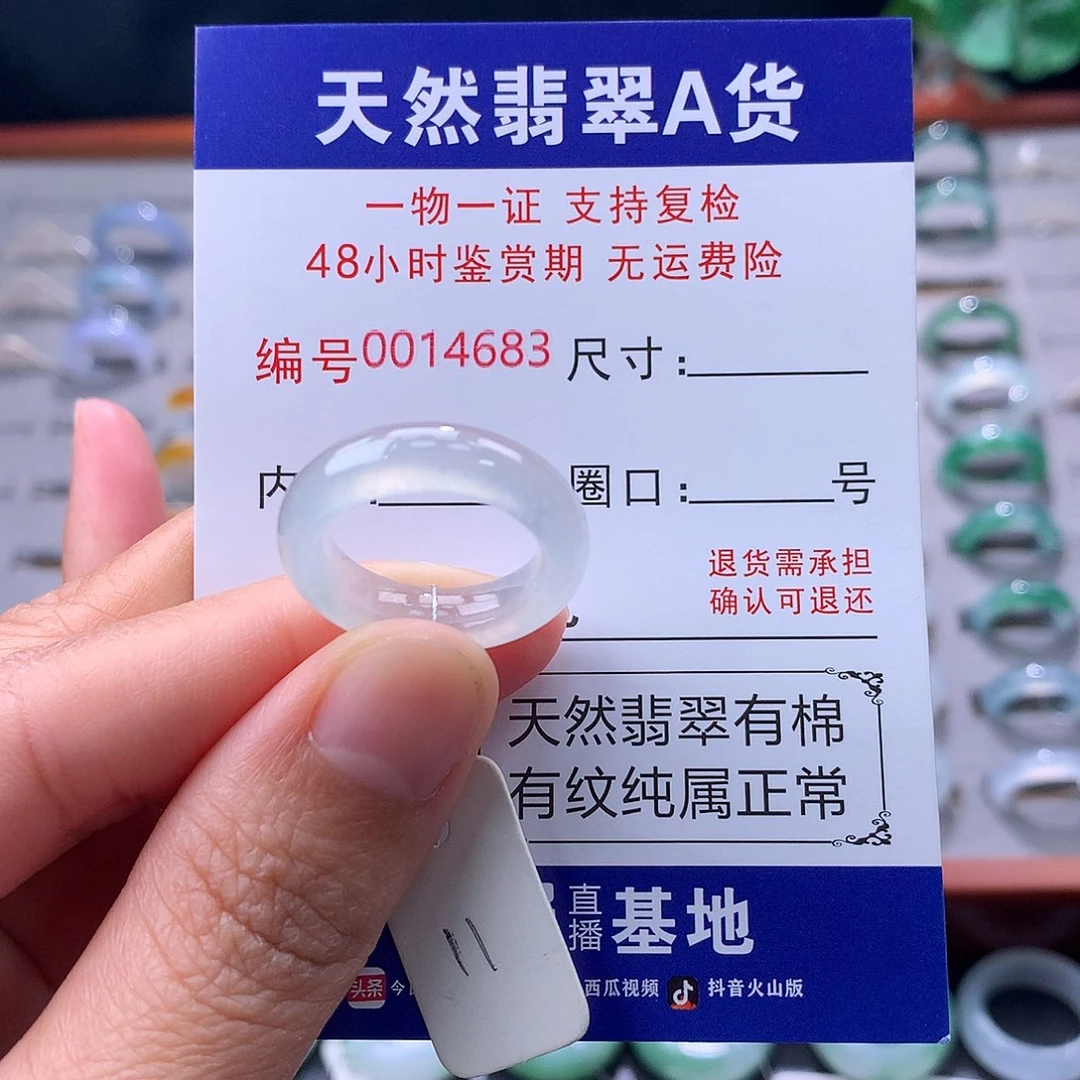 天然翡翠A货
一物一证 支持复检
48小时鉴赏期 无运费险
编号0014683 尺寸:
内 圈口: 号
退货需承担
确认可退还
天然翡翠有棉
有纹纯属正常
直播基地
头条 今 西瓜视频 抖音火山版